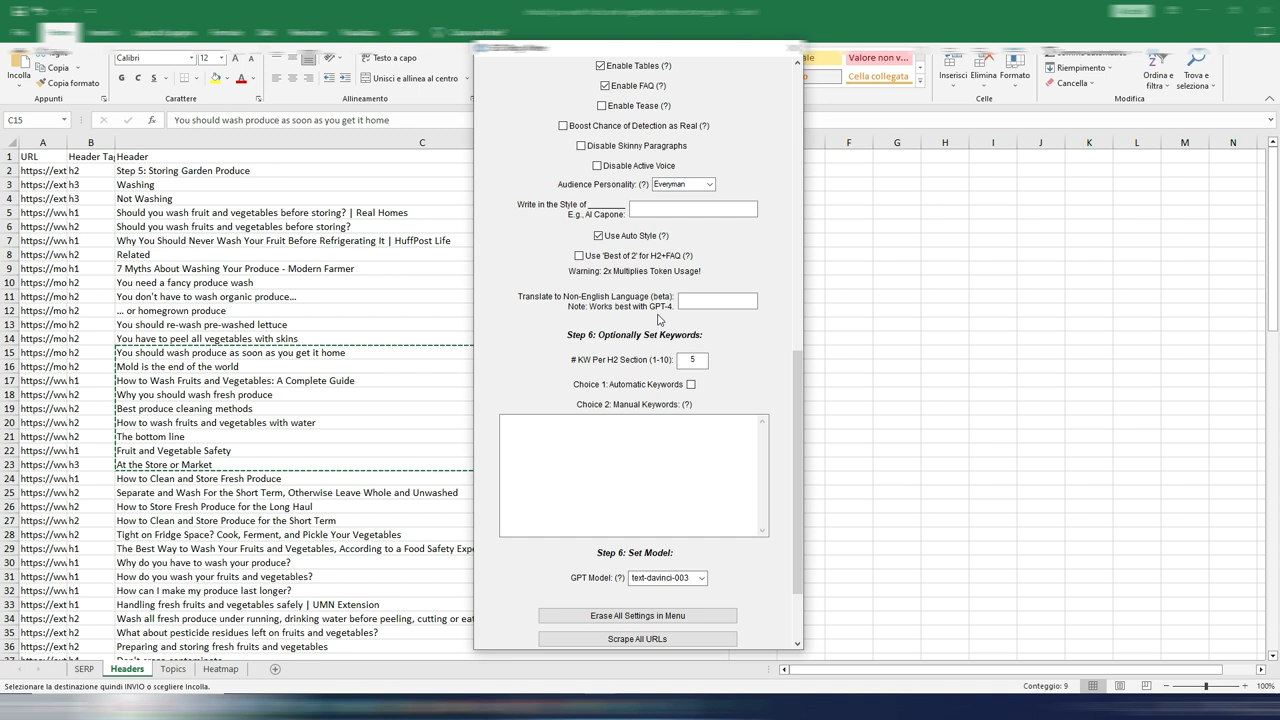 Calibri
12
Testo a capo
Incolla
Copia
Copia formato
G C S
Unisci e allinea al centro
Appunti
Carattere
Allineamento
Valore non v...
Cella collegata
Inserisci Elimina Formato
Riempimento
Cancella
Ordina e filtra
Trova e seleziona
Celle
Modifica
C15
fx
You should wash produce as soon as you get it home
A B C F G H I J K L M N
1 URL Header Ta Header
2 https://ext h2 Step 5: Storing Garden Produce
3 https://ext h3 Washing
4 https://ext h3 Not Washing
5 https://ww h1 Should you wash fruit and vegetables before storing? | Real Homes
6 https://ww h2 Should you wash fruit and vegetables before storing?
7 https://ww h1 Why You Should Never Wash Your Fruit Before Refrigerating It | HuffPost Life
8 https://ww h2 Related
9 https://mo h1 7 Myths About Washing Your Produce - Modern Farmer
10 https://mo h2 You need a fancy produce wash
11 https://mo h2 You don't have to wash organic produce...
12 https://mo h2 ... or homegrown produce
13 https://mo h2 You should re-wash pre-washed lettuce
14 https://mo h2 You have to peel all vegetables with skins
15 https://mo h2 You should wash produce as soon as you get it home
16 https://mo h2 Mold is the end of the world
17 https://ww h1 How to Wash Fruits and Vegetables: A Complete Guide
18 https://ww h2 Why you should wash fresh produce
19 https://ww h2 Best produce cleaning methods
20 https://ww h2 How to wash fruits and vegetables with water
21 https://ww h2 The bottom line
22 https://ww h1 Fruit and Vegetable Safety
23 https://ww h3 At the Store or Market
24 https://ww h1 How to Clean and Store Fresh Produce
25 https://ww h2 Separate and Wash For the Short Term, Otherwise Leave Whole and Unwashed
26 https://ww h2 How to Store Fresh Produce for the Long Haul
27 https://ww h2 How to Clean and Store Produce for the Short Term
28 https://ww h2 Tight on Fridge Space? Cook, Ferment, and Pickle Your Vegetables
29 https://ww h1 The Best Way to Wash Your Fruits and Vegetables, According to a Food Safety Expe
30 https://ww h2 Why do you have to wash your produce?
31 https://ww h2 How do you wash your fruits and vegetables?
32 https://ww h2 How can I make my produce last longer?
33 https://ext h1 Handling fresh fruits and vegetables safely | UMN Extension
34 https://ext h2 Wash all fresh produce under running, drinking water before peeling, cutting or eat
35 https://ext h2 What about pesticide residues left on fruits and vegetables?
36 https://ext h2 Preparing and storing fresh fruits and vegetables
Enable Tables (?)
Enable FAQ (?)
Enable Tease (?)
Boost Chance of Detection as Real (?)
Disable Skinny Paragraphs
Disable Active Voice
Audience Personality: (?) Everyman
Write in the Style of ________
E.g., Al Capone:
Use Auto Style (?)
Use 'Best of 2' for H2+FAQ (?)
Warning: 2x Multiplies Token Usage!
Translate to Non-English Language (beta):
Note: Works best with GPT-4.
Step 6: Optionally Set Keywords:
# KW Per H2 Section (1-10): 5
Choice 1: Automatic Keywords
Choice 2: Manual Keywords: (?)
Step 6: Set Model:
GPT Model: (?) text-davinci-003
Erase All Settings in Menu
Scrape All URLs
SERP Headers Topics Heatmap
Selezionare la destinazione quindi INVIO o scegliere Incolla.
Conteggio: 9
100%